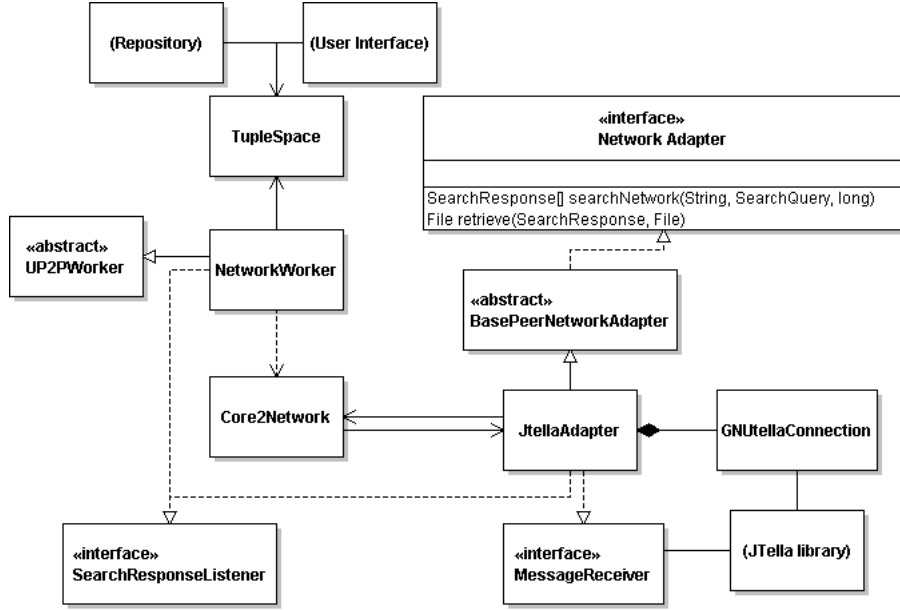 (Repository)
(User Interface)
TupleSpace
«interface»
Network Adapter
SearchResponse[] searchNetwork(String, SearchQuery, long)
File retrieve(SearchResponse, File)
«abstract»
UP2PWorker
NetworkWorker
«abstract»
BasePeerNetworkAdapter
Core2Network
JtellaAdapter
GNUtellaConnection
«interface»
SearchResponseListener
«interface»
MessageReceiver
(JTella library)